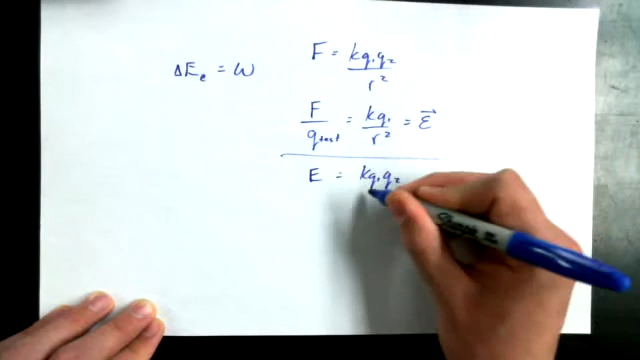 ΔE_e = W
F = kq₁q₂ / r²
F / q_test = kq₁ / r² = ε⃗
E = kq₁q₂
Sharpie